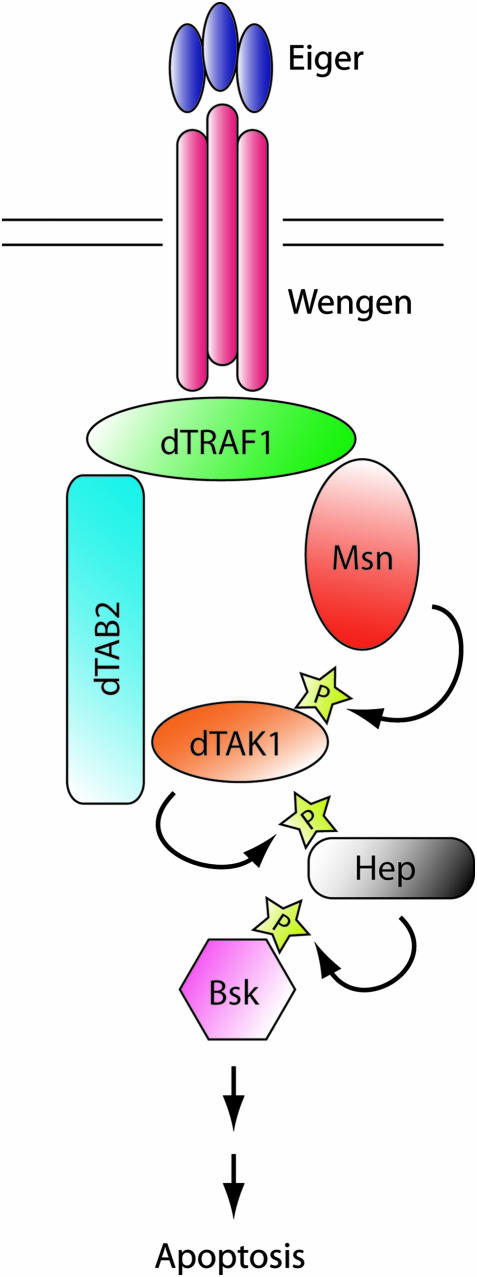 Eiger
Wengen
dTRAF1
Msn
dTAB2
P
dTAK1
P
Hep
P
Bsk
Apoptosis